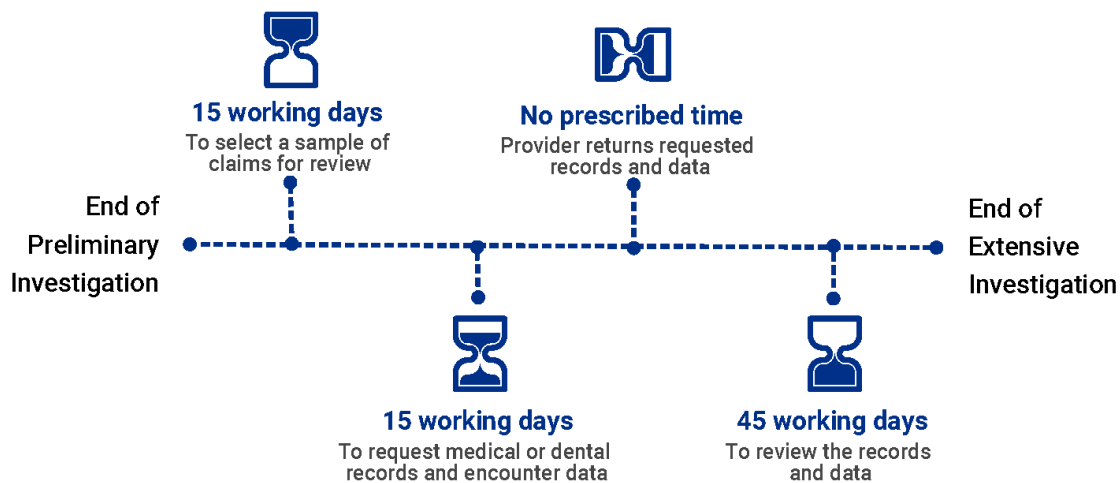 15 working days
To select a sample of
claims for review
No prescribed time
Provider returns requested
records and data
End of
Preliminary
Investigation
End of
Extensive
Investigation
15 working days
To request medical or dental
records and encounter data
45 working days
To review the records
and data